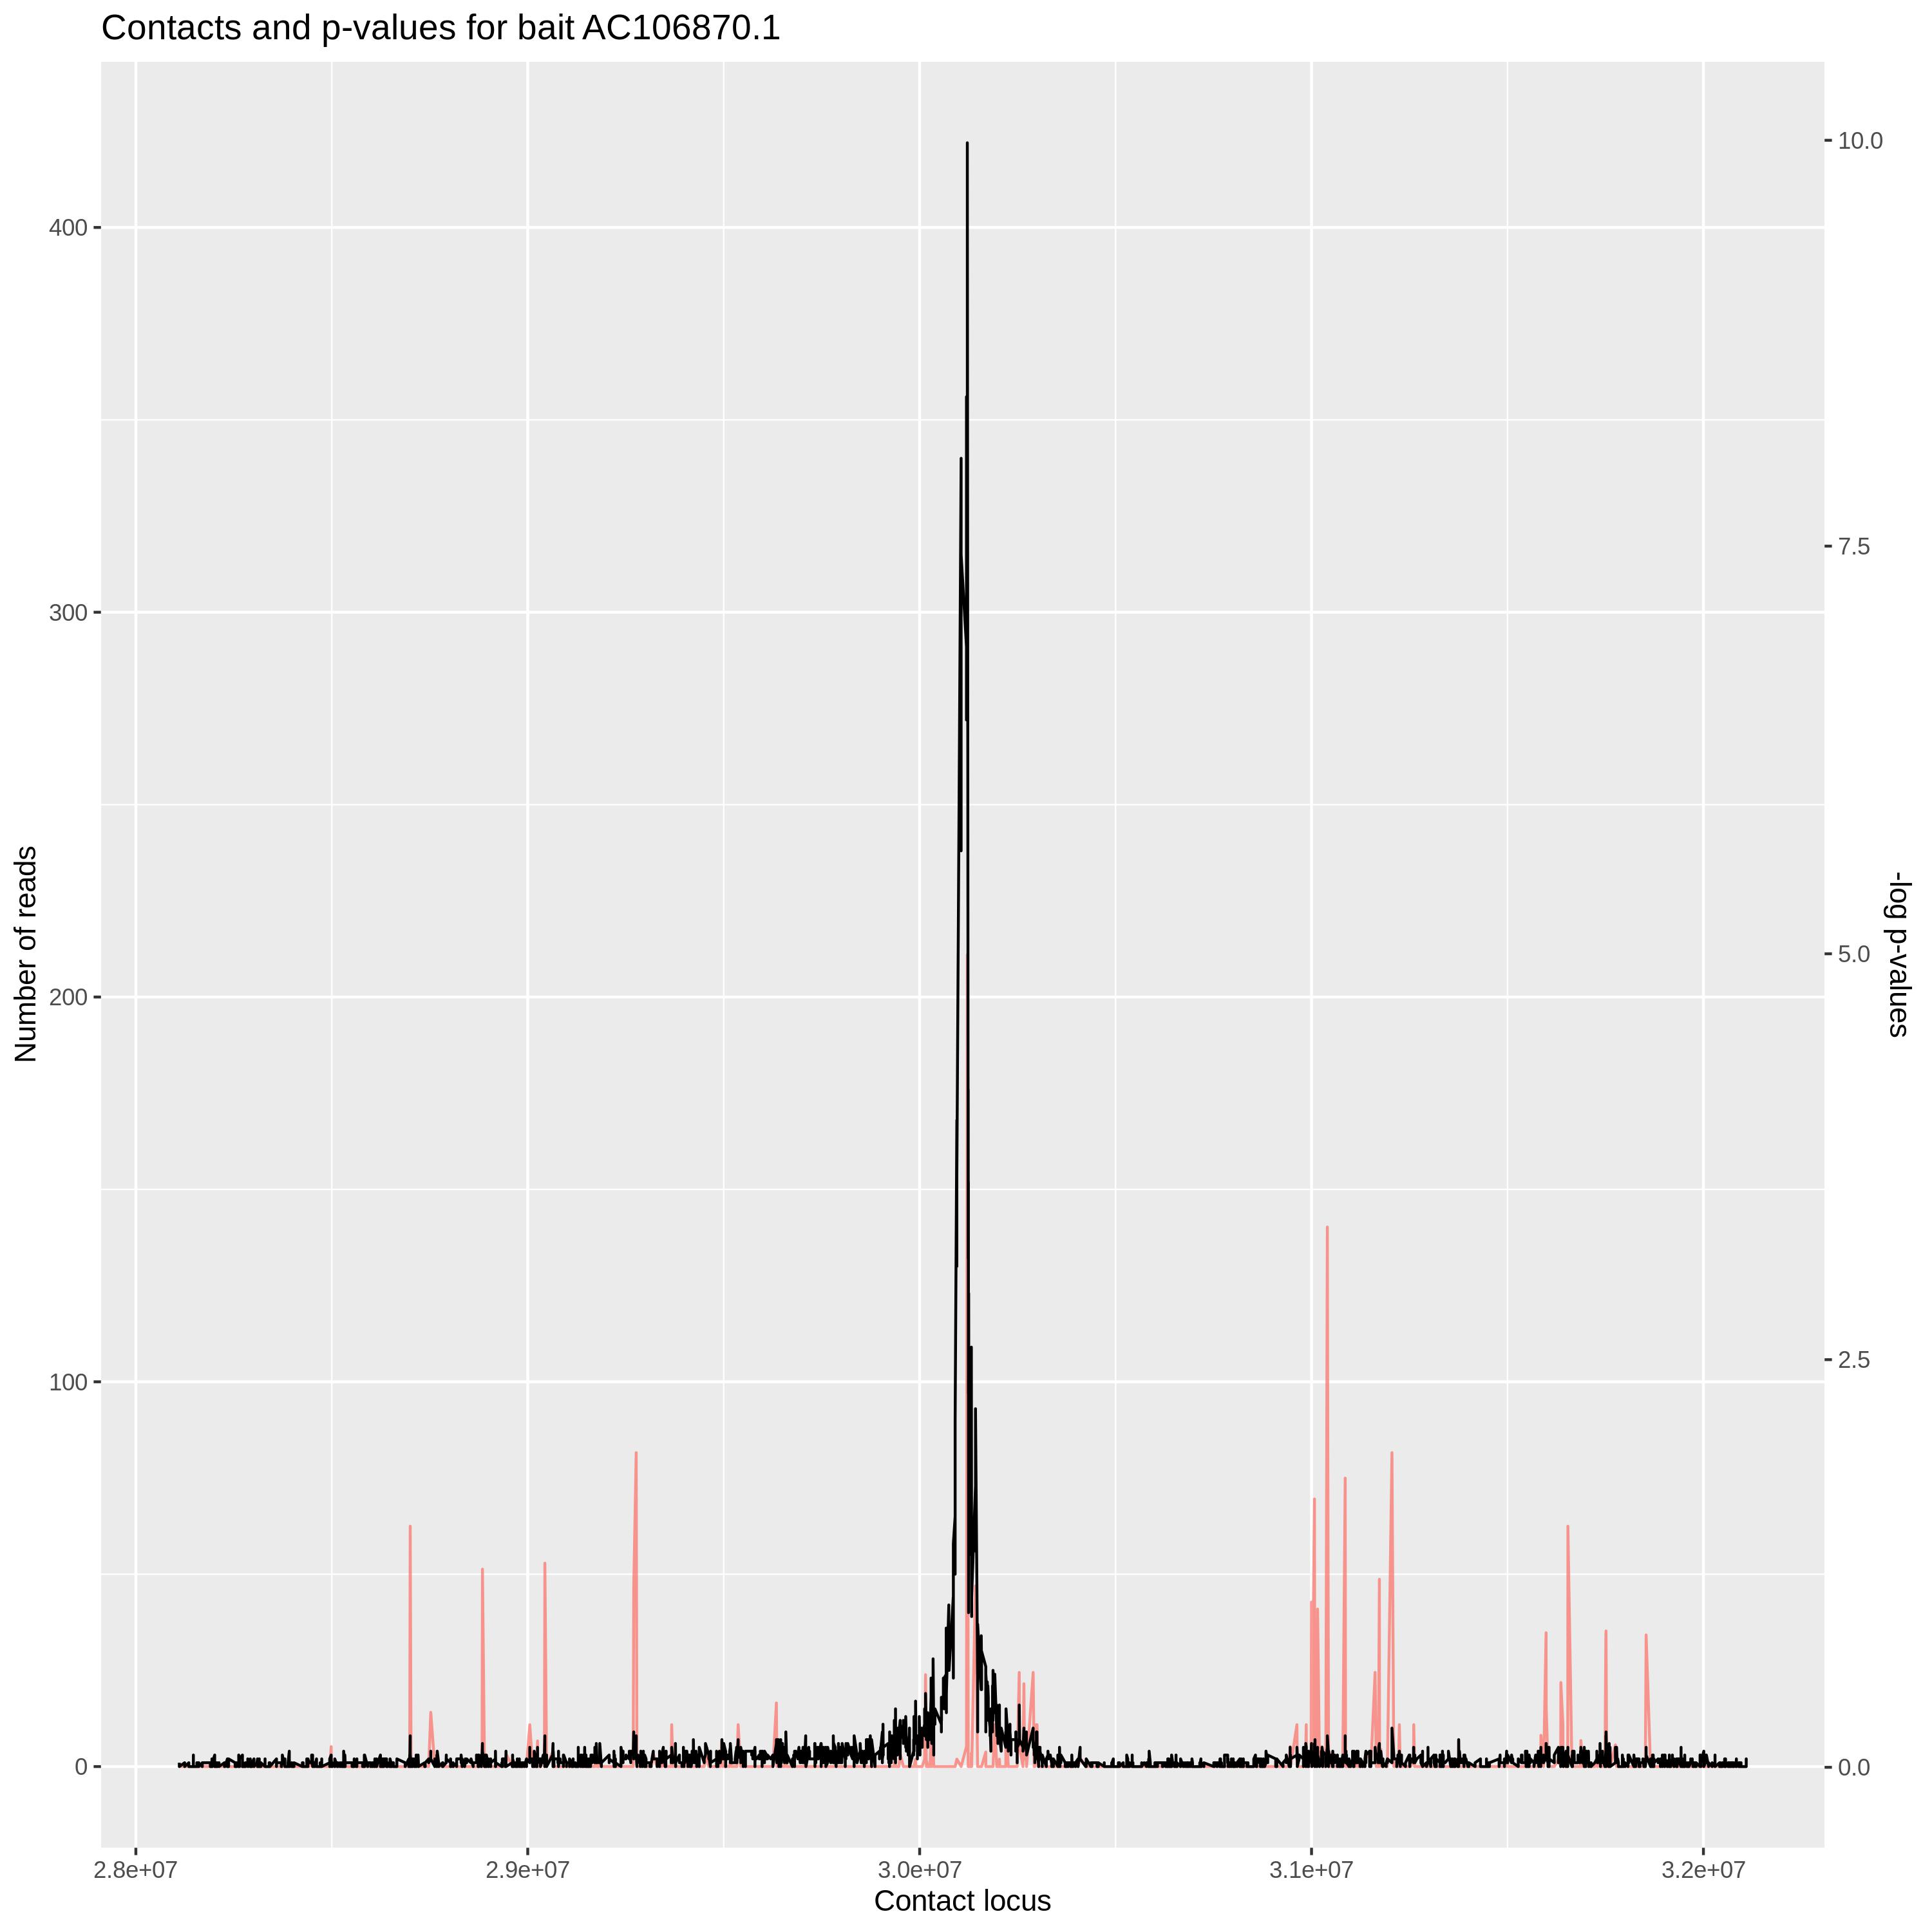 Contacts and p-values for bait AC106870.1
Number of reads
400
300
200
100
0
10.0
7.5
5.0
2.5
0.0
-log p-values
2.8e+07
2.9e+07
3.0e+07
3.1e+07
3.2e+07
Contact locus